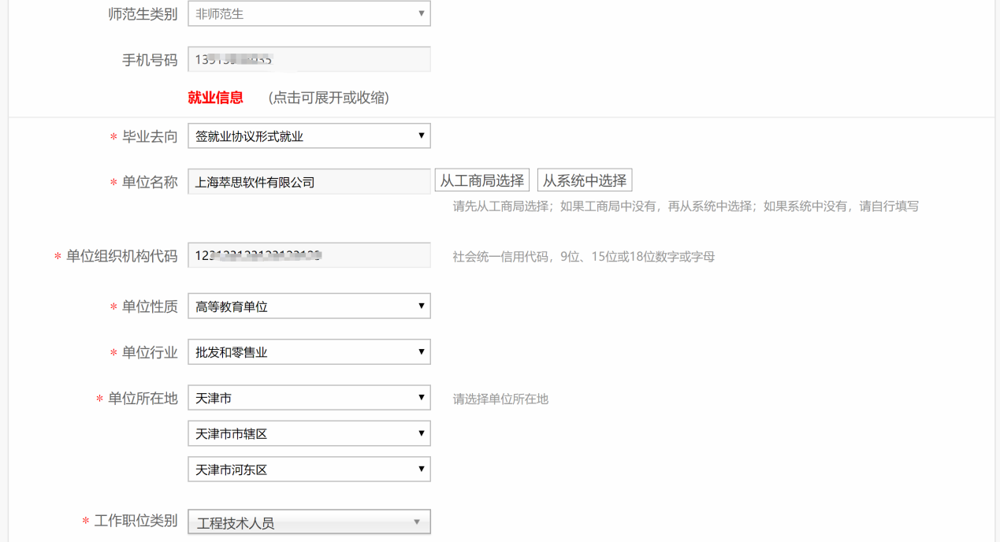 师范生类别 非师范生
手机号码
就业信息 (点击可展开或收缩)
* 毕业去向 签就业协议形式就业
* 单位名称 上海萃思软件有限公司 从工商局选择 从系统中选择
请先从工商局选择；如果工商局中没有，再从系统中选择；如果系统中没有，请自行填写
* 单位组织机构代码 社会统一信用代码，9位、15位或18位数字或字母
* 单位性质 高等教育单位
* 单位行业 批发和零售业
* 单位所在地 天津市 请选择单位所在地
天津市市辖区
天津市河东区
* 工作职位类别 工程技术人员